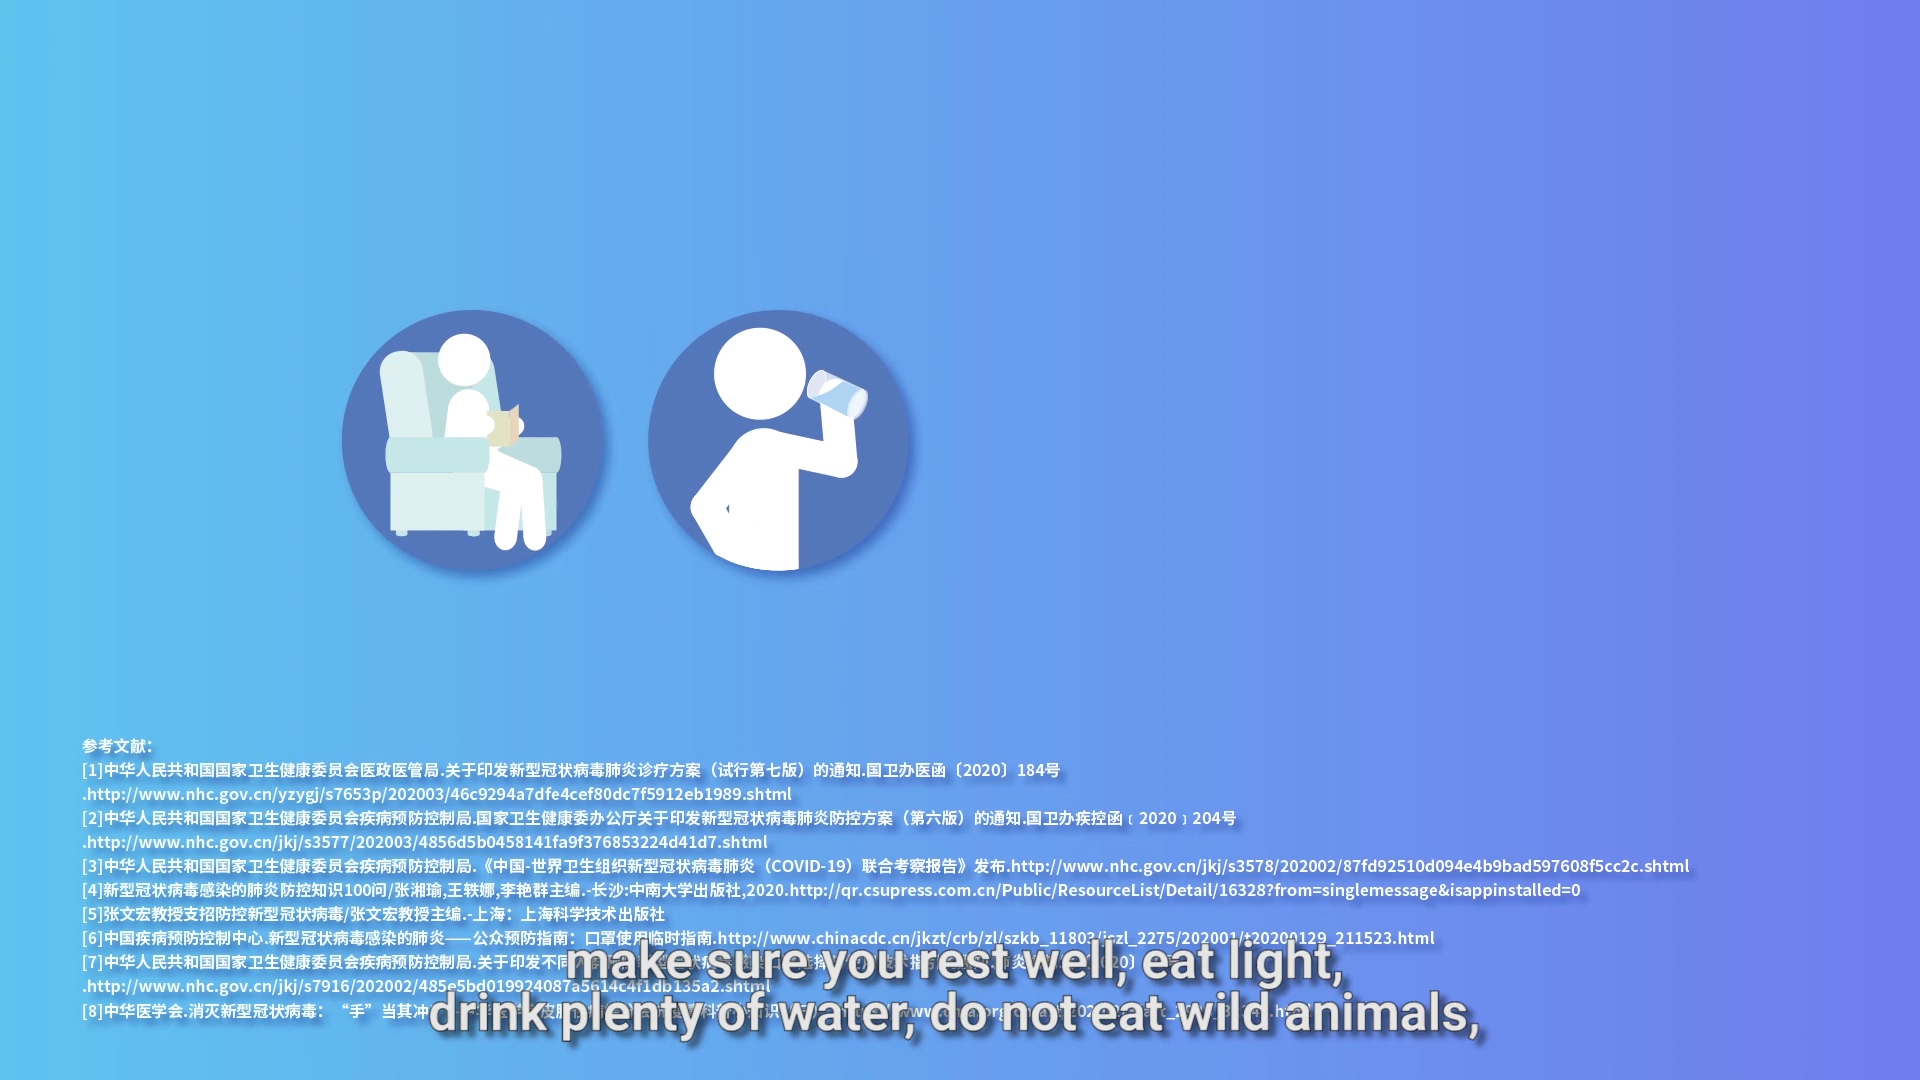 参考文献：
[1]中华人民共和国国家卫生健康委员会医政医管局.关于印发新型冠状病毒肺炎诊疗方案（试行第七版）的通知.国卫办医函〔2020〕184号
.http://www.nhc.gov.cn/yzygj/s7653p/202003/46c9294a7dfe4cef80dc7f5912eb1989.shtml
[2]中华人民共和国国家卫生健康委员会疾病预防控制局.国家卫生健康委办公厅关于印发新型冠状病毒肺炎防控方案（第六版）的通知.国卫办疾控函﹝2020﹞204号
.http://www.nhc.gov.cn/jkj/s3577/202003/4856d5b0458141fa9f376853224d41d7.shtml
[3]中华人民共和国国家卫生健康委员会疾病预防控制局.《中国-世界卫生组织新型冠状病毒肺炎（COVID-19）联合考察报告》发布.http://www.nhc.gov.cn/jkj/s3578/202002/87fd92510d094e4b9bad597608f5cc2c.shtml
[4]新型冠状病毒感染的肺炎防控知识100问/张湘瑜,王轶娜,李艳群主编.-长沙:中南大学出版社,2020.http://qr.csupress.com.cn/Public/ResourceList/Detail/16328?from=singlemessage&isappinstalled=0
[5]张文宏教授支招防控新型冠状病毒/张文宏教授主编.-上海：上海科学技术出版社
[6]中国疾病预防控制中心.新型冠状病毒感染的肺炎——公众预防指南：口罩使用临时指南.http://www.chinacdc.cn/jkzt/crb/zl/szkb_11803/jszl_2275/202001/t20200129_211523.html
[7]中华人民共和国国家卫生健康委员会疾病预防控制局.关于印发不同
.http://www.nhc.gov.cn/jkj/s7916/202002/485e5bd019924087a5614c4f1db135a2.shtml
[8]中华医学会.消灭新型冠状病毒：“手”当其冲
make sure you rest well, eat light,
drink plenty of water, do not eat wild animals,